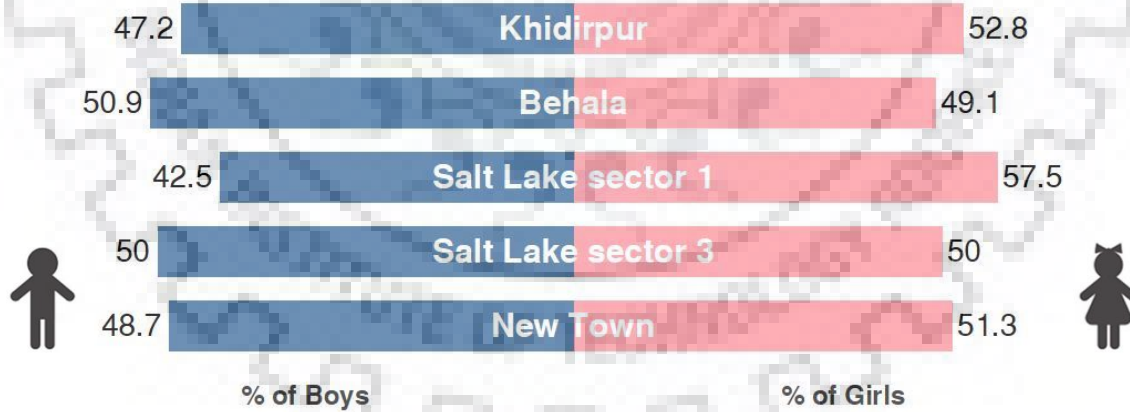 47.2 Khidirpur 52.8
50.9 Behala 49.1
42.5 Salt Lake sector 1 57.5
50 Salt Lake sector 3 50
48.7 New Town 51.3
% of Boys % of Girls